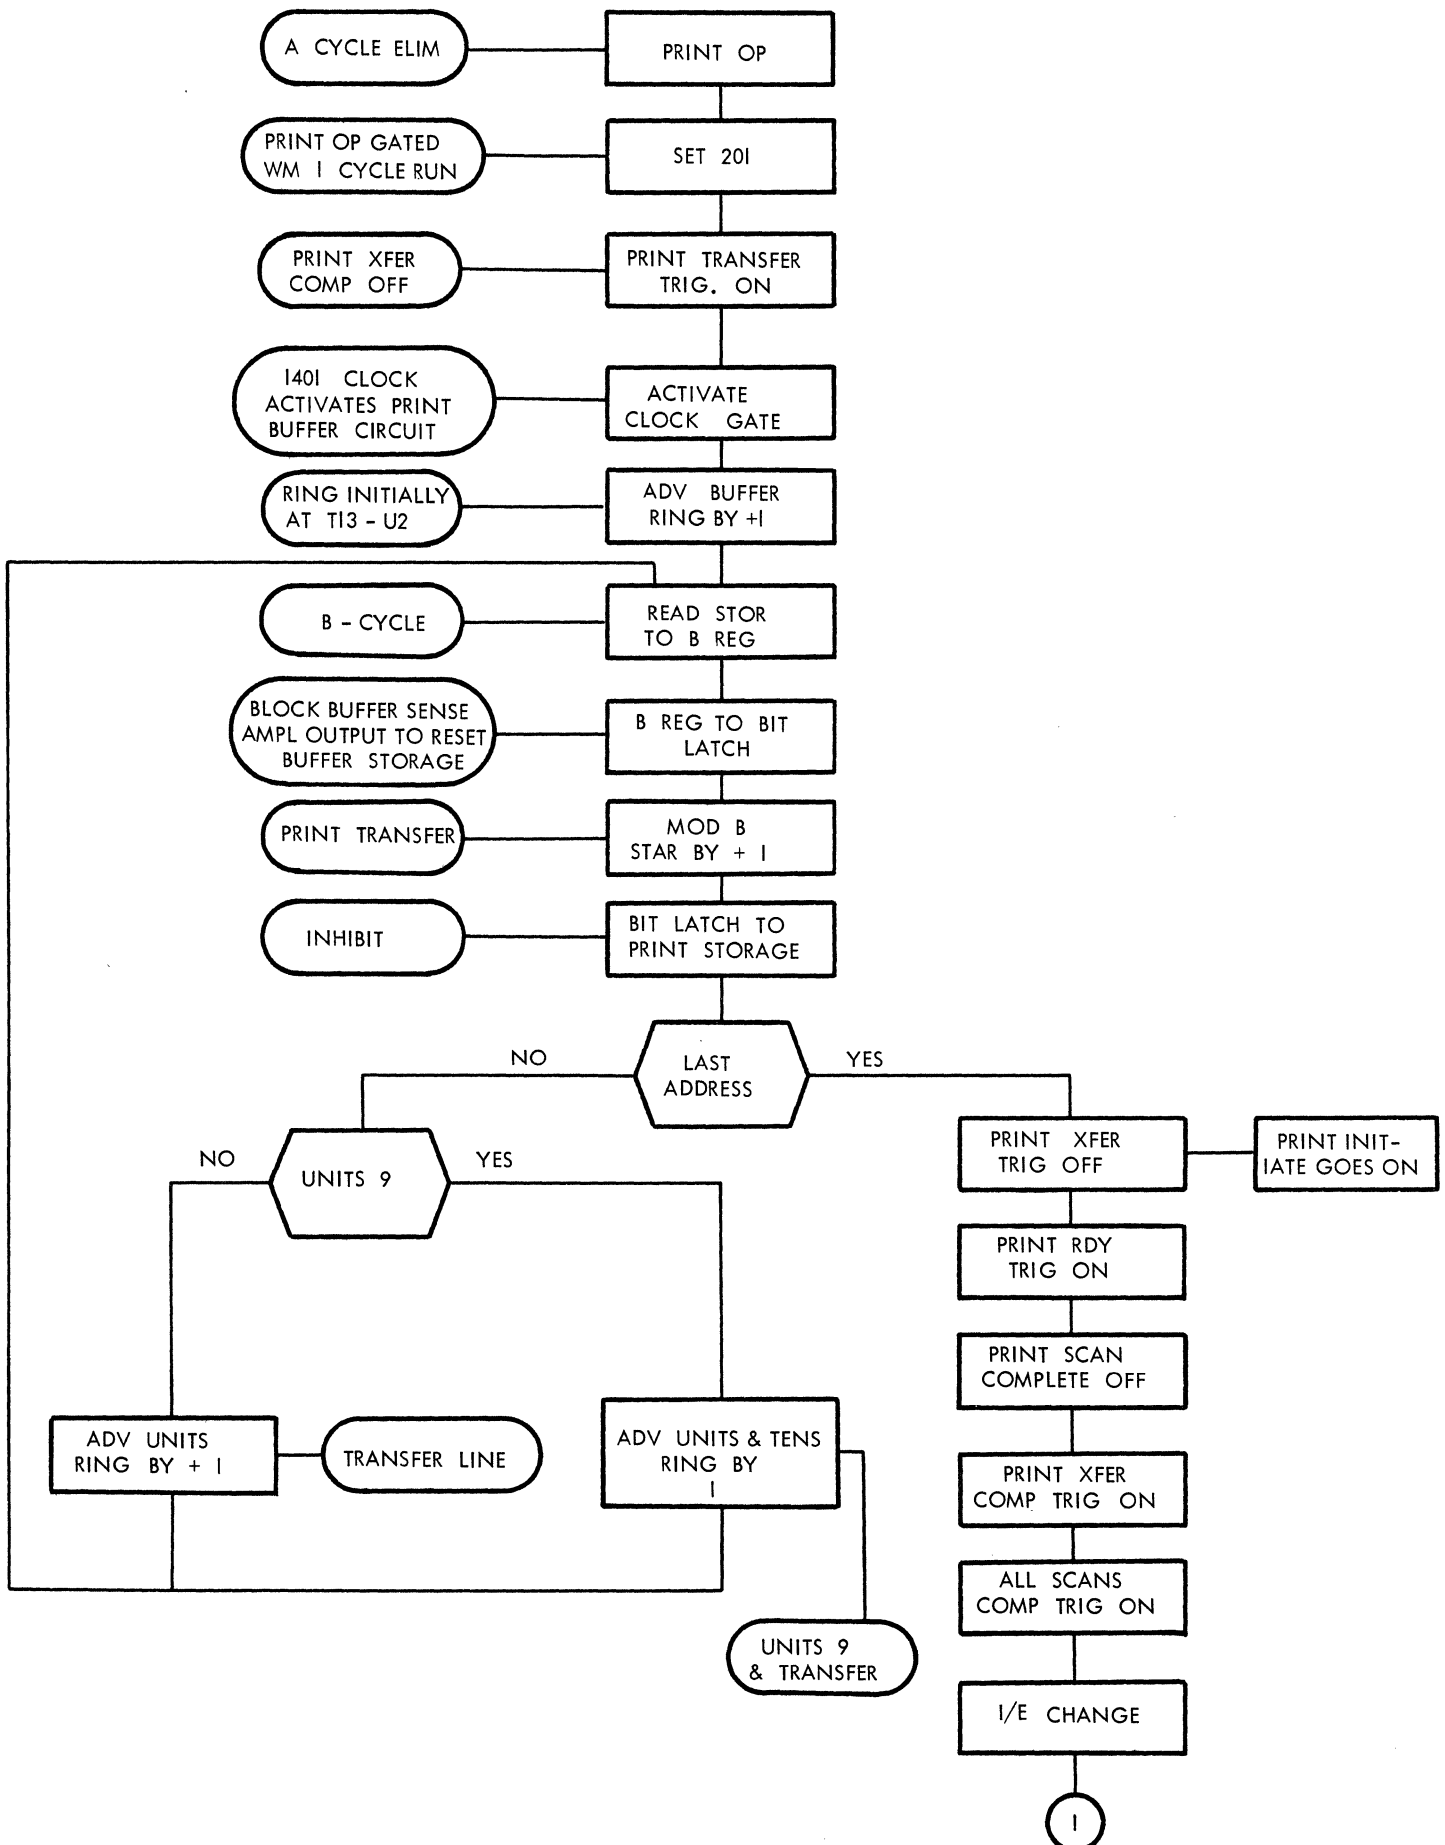 A CYCLE ELIM
PRINT OP
PRINT OP GATED
WM 1 CYCLE RUN
SET 201
PRINT XFER
COMP OFF
PRINT TRANSFER
TRIG. ON
1401 CLOCK
ACTIVATES PRINT
BUFFER CIRCUIT
ACTIVATE
CLOCK GATE
RING INITIALLY
AT T13 - U2
ADV BUFFER
RING BY +1
B - CYCLE
READ STOR
TO B REG
BLOCK BUFFER SENSE
AMPL OUTPUT TO RESET
BUFFER STORAGE
B REG TO BIT
LATCH
PRINT TRANSFER
MOD B
STAR BY + 1
INHIBIT
BIT LATCH TO
PRINT STORAGE
NO
LAST
ADDRESS
YES
NO
UNITS 9
YES
PRINT XFER
TRIG OFF
PRINT INIT-
IATE GOES ON
PRINT RDY
TRIG ON
PRINT SCAN
COMPLETE OFF
ADV UNITS
RING BY + 1
TRANSFER LINE
ADV UNITS & TENS
RING BY
1
PRINT XFER
COMP TRIG ON
ALL SCANS
COMP TRIG ON
UNITS 9
& TRANSFER
I/E CHANGE
1